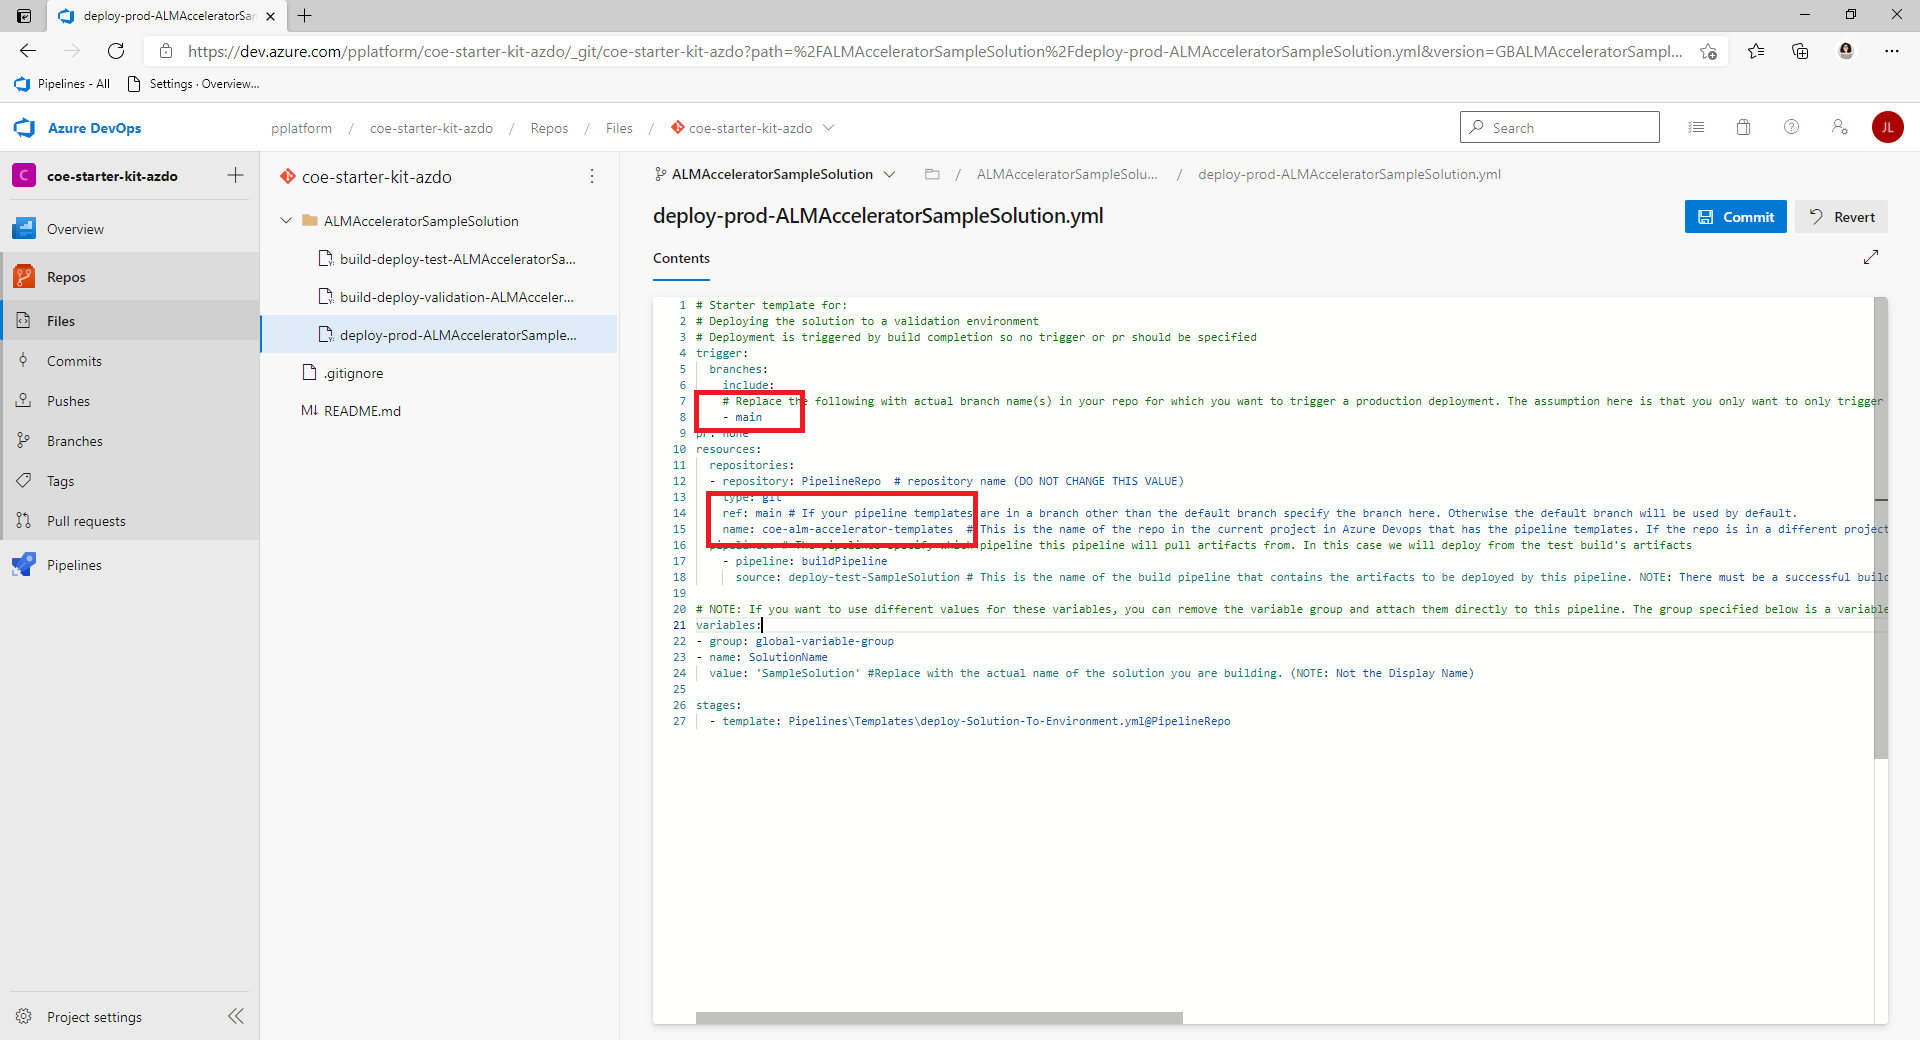 deploy-prod-ALMAcceleratorSar
https://dev.azure.com/pplatform/coe-starter-kit-azdo/_git/coe-starter-kit-azdo?path=%2FALMAcceleratorSampleSolution%2Fdeploy-prod-ALMAcceleratorSampleSolution.yml&version=GBALMAcceleratorSampl...
Pipelines - All
Settings · Overview...
Azure DevOps
pplatform / coe-starter-kit-azdo / Repos / Files / coe-starter-kit-azdo
Search
JL
C coe-starter-kit-azdo
Overview
Repos
Files
Commits
Pushes
Branches
Tags
Pull requests
Pipelines
Project settings
coe-starter-kit-azdo
ALMAcceleratorSampleSolution
build-deploy-test-ALMAcceleratorSa...
build-deploy-validation-ALMAcceler...
deploy-prod-ALMAcceleratorSample...
.gitignore
README.md
ALMAcceleratorSampleSolution / ALMAcceleratorSampleSolu... / deploy-prod-ALMAcceleratorSampleSolution.yml
deploy-prod-ALMAcceleratorSampleSolution.yml
Commit
Revert
Contents
1 # Starter template for:
2 # Deploying the solution to a validation environment
3 # Deployment is triggered by build completion so no trigger or pr should be specified
4 trigger:
5 branches:
6 include:
7 # Replace the following with actual branch name(s) in your repo for which you want to trigger a production deployment. The assumption here is that you only want to only trigger
8 - main
9 pr: none
10 resources:
11 repositories:
12 - repository: PipelineRepo # repository name (DO NOT CHANGE THIS VALUE)
13 type: git
14 ref: main # If your pipeline templates are in a branch other than the default branch specify the branch here. Otherwise the default branch will be used by default.
15 name: coe-alm-accelerator-templates # This is the name of the repo in the current project in Azure Devops that has the pipeline templates. If the repo is in a different project
16 pipelines: # The pipelines specify which pipeline this pipeline will pull artifacts from. In this case we will deploy from the test build's artifacts
17 - pipeline: buildPipeline
18 source: deploy-test-SampleSolution # This is the name of the build pipeline that contains the artifacts to be deployed by this pipeline. NOTE: There must be a successful buil
19
20 # NOTE: If you want to use different values for these variables, you can remove the variable group and attach them directly to this pipeline. The group specified below is a variable
21 variables:
22 - group: global-variable-group
23 - name: SolutionName
24 value: 'SampleSolution' #Replace with the actual name of the solution you are building. (NOTE: Not the Display Name)
25
26 stages:
27 - template: Pipelines\Templates\deploy-Solution-To-Environment.yml@PipelineRepo